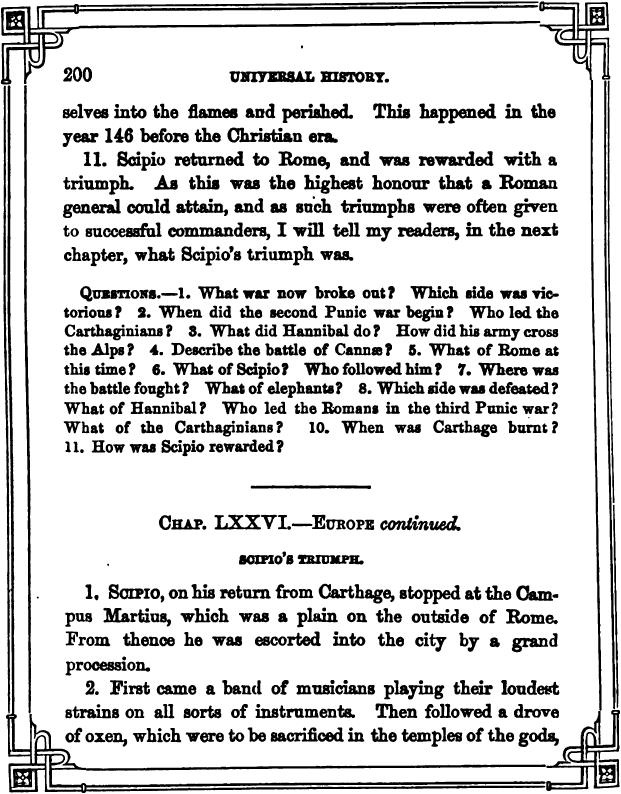 200 UNIVERSAL HISTORY.
selves into the flames and perished. This happened in the
year 146 before the Christian era.
11. Scipio returned to Rome, and was rewarded with a
triumph. As this was the highest honour that a Roman
general could attain, and as such triumphs were often given
to successful commanders, I will tell my readers, in the next
chapter, what Scipio's triumph was.
QUESTIONS.—1. What war now broke out? Which side was vic-
torious? 2. When did the second Punic war begin? Who led the
Carthaginians? 3. What did Hannibal do? How did his army cross
the Alps? 4. Describe the battle of Cannæ? 5. What of Rome at
this time? 6. What of Scipio? Who followed him? 7. Where was
the battle fought? What of elephants? 8. Which side was defeated?
What of Hannibal? Who led the Romans in the third Punic war?
What of the Carthaginians? 10. When was Carthage burnt?
11. How was Scipio rewarded?
CHAP. LXXVI.—EUROPE continued.
SCIPIO'S TRIUMPH.
1. SCIPIO, on his return from Carthage, stopped at the Cam-
pus Martius, which was a plain on the outside of Rome.
From thence he was escorted into the city by a grand
procession.
2. First came a band of musicians playing their loudest
strains on all sorts of instruments. Then followed a drove
of oxen, which were to be sacrificed in the temples of the gods,